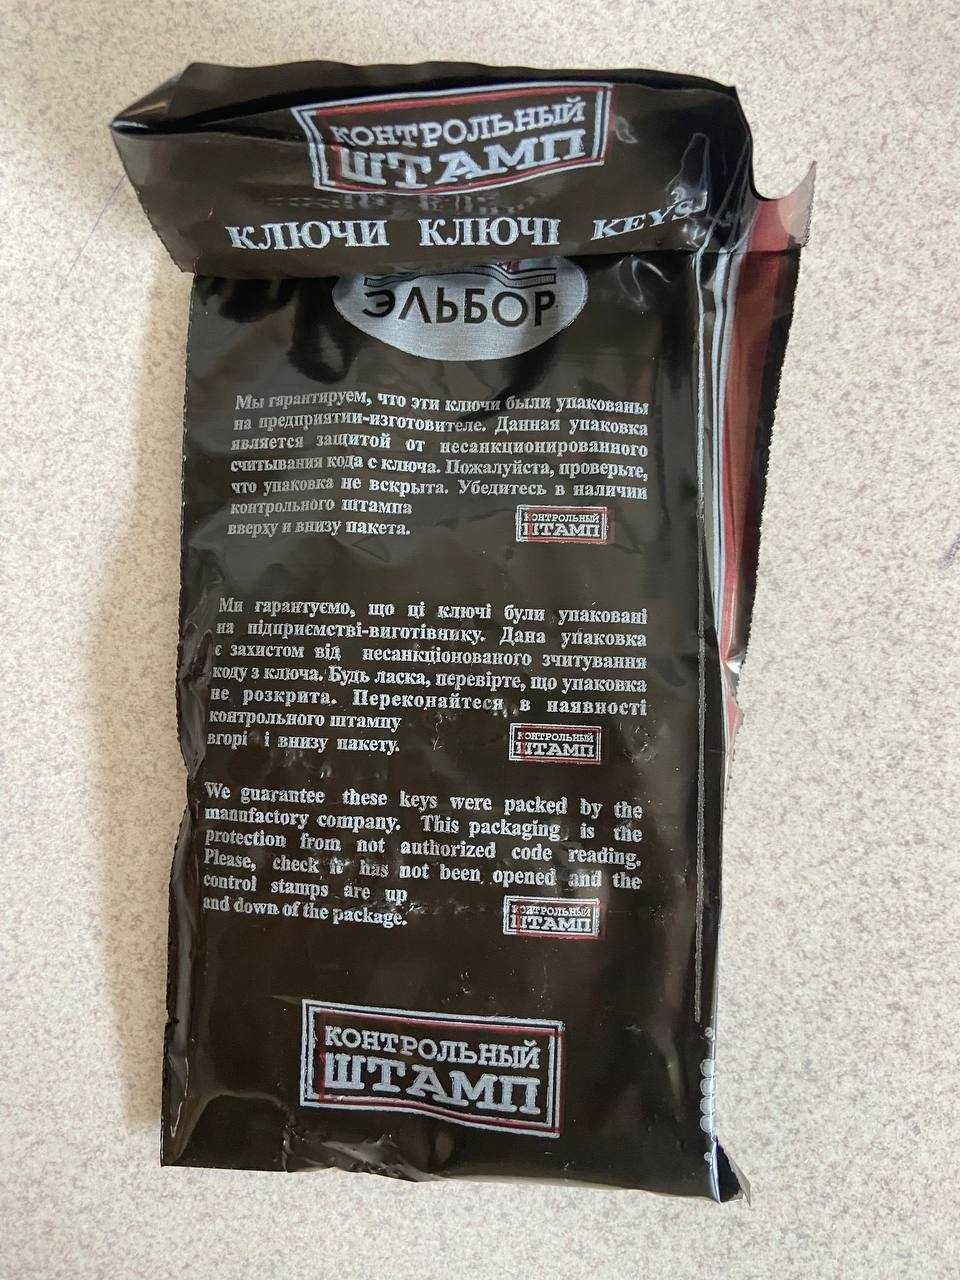 КОНТРОЛЬНЫЙ
ШТАМП
КЛЮЧИ КЛЮЧІ KEYS
ЭЛЬБОР
Мы гарантируем, что эти ключи были упакованы
на предприятии-изготовителе. Данная упаковка
является защитой от несанкционированного
считывания кода с ключа. Пожалуйста, проверьте,
что упаковка не вскрыта. Убедитесь в наличии
контрольного штампа
вверху и внизу пакета.
КОНТРОЛЬНЫЙ
ШТАМП
Ми гарантуємо, що ці ключі були упаковані
на підприємстві-виготівнику. Дана упаковка
є захистом від несанкціонованого зчитування
коду з ключа. Будь ласка, перевірте, що упаковка
не розкрита. Переконайтеся в наявності
контрольного штампу
вгорі і внизу пакету.
КОНТРОЛЬНЫЙ
ШТАМП
We guarantee these keys were packed by the
manufactory company. This packaging is the
protection from not authorized code reading.
Please, check it has not been opened and the
control stamps are up
and down of the package.
КОНТРОЛЬНЫЙ
ШТАМП
КОНТРОЛЬНЫЙ
ШТАМП